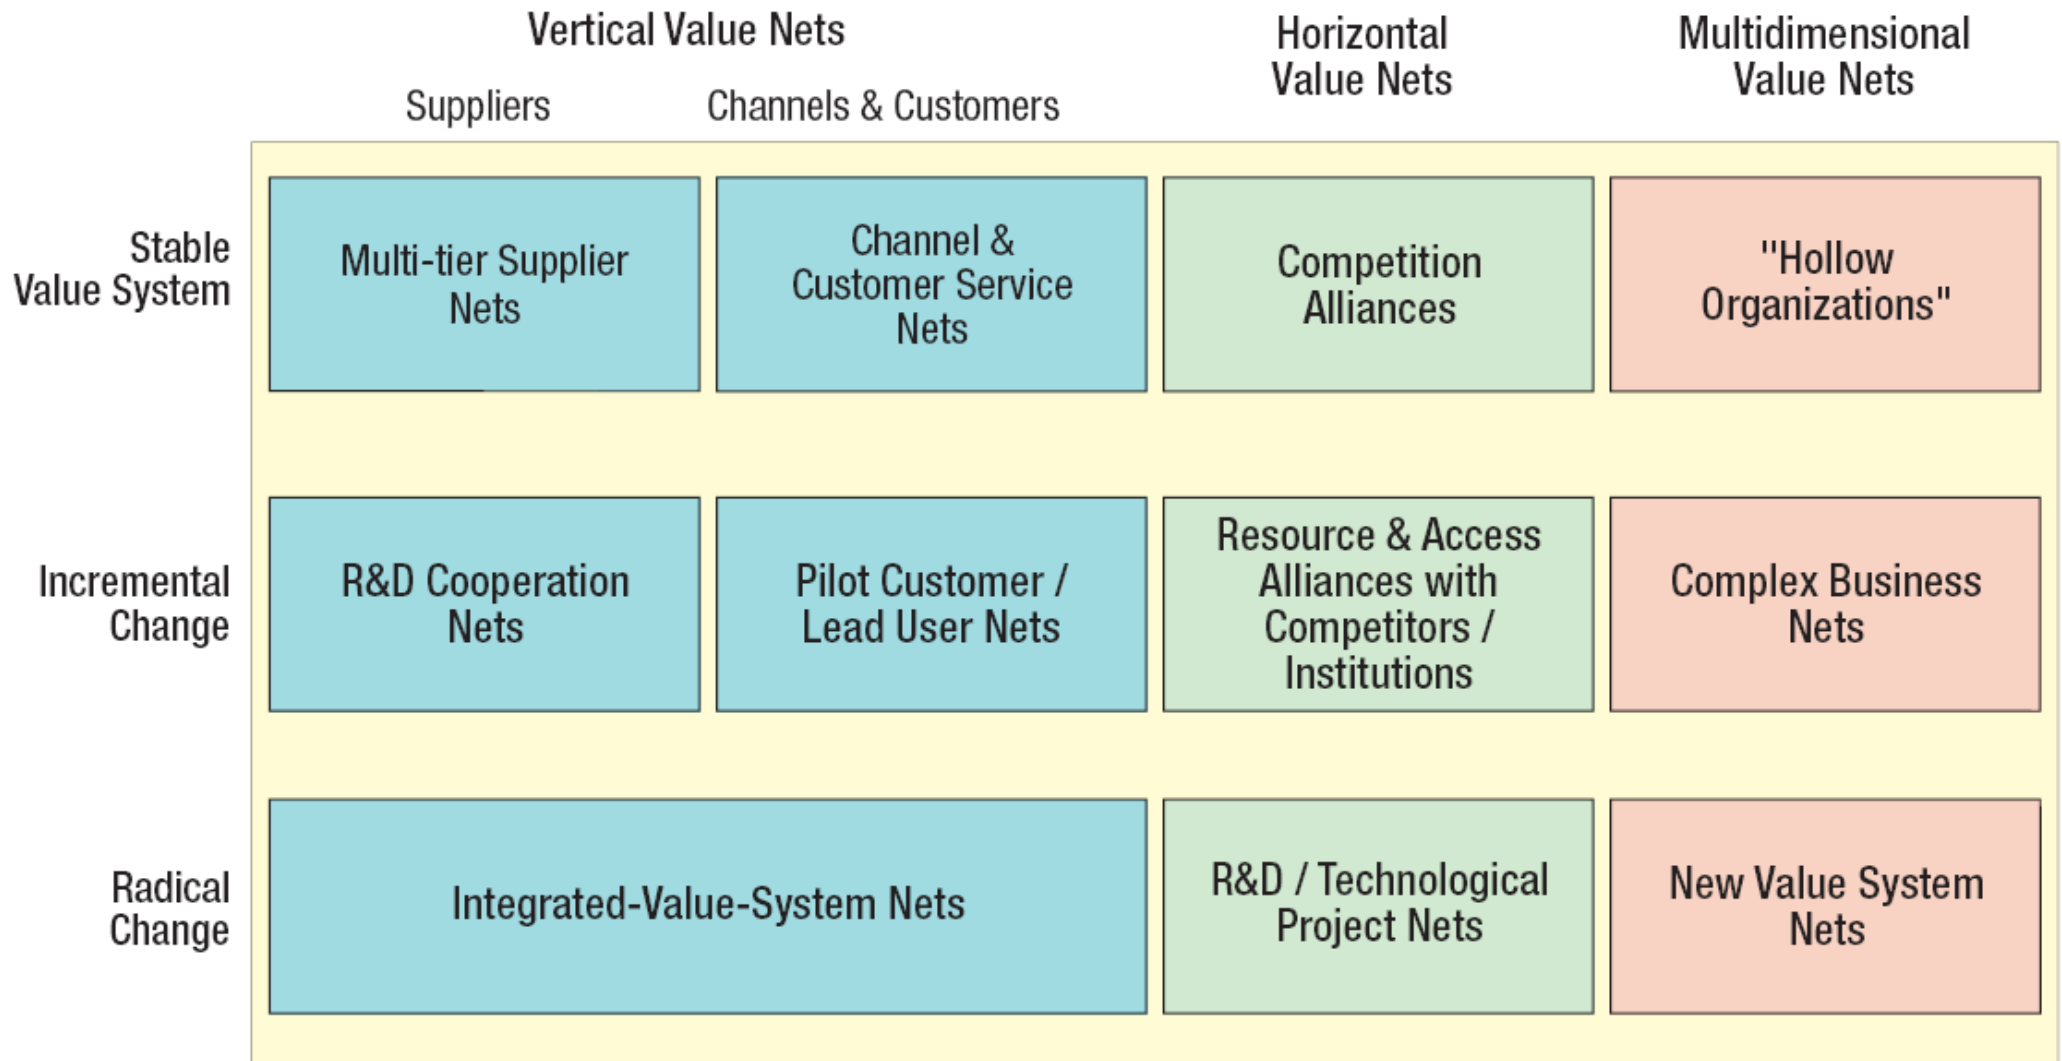 Vertical Value Nets
Horizontal
Value Nets
Multidimensional
Value Nets
Suppliers
Channels & Customers
Stable
Value System
Multi-tier Supplier
Nets
Channel &
Customer Service
Nets
Competition
Alliances
"Hollow
Organizations"
Incremental
Change
R&D Cooperation
Nets
Pilot Customer /
Lead User Nets
Resource & Access
Alliances with
Competitors /
Institutions
Complex Business
Nets
Radical
Change
Integrated-Value-System Nets
R&D / Technological
Project Nets
New Value System
Nets